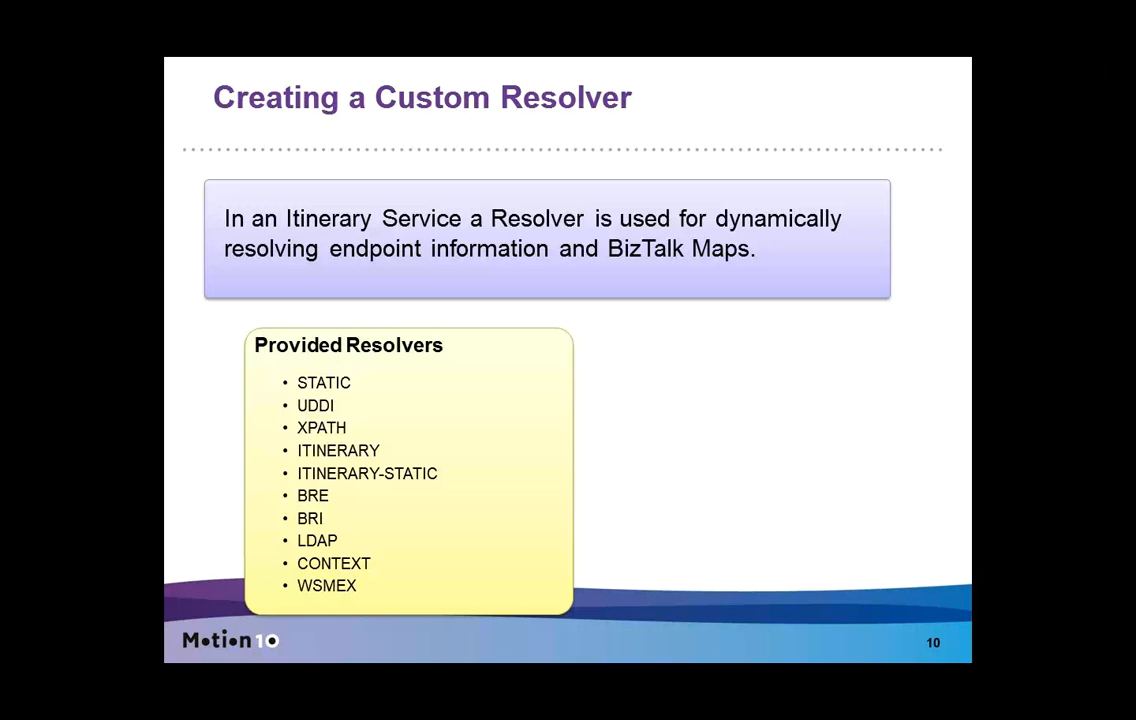 Creating a Custom Resolver
In an Itinerary Service a Resolver is used for dynamically
resolving endpoint information and BizTalk Maps.
Provided Resolvers
• STATIC
• UDDI
• XPATH
• ITINERARY
• ITINERARY-STATIC
• BRE
• BRI
• LDAP
• CONTEXT
• WSMEX
Motion10
10